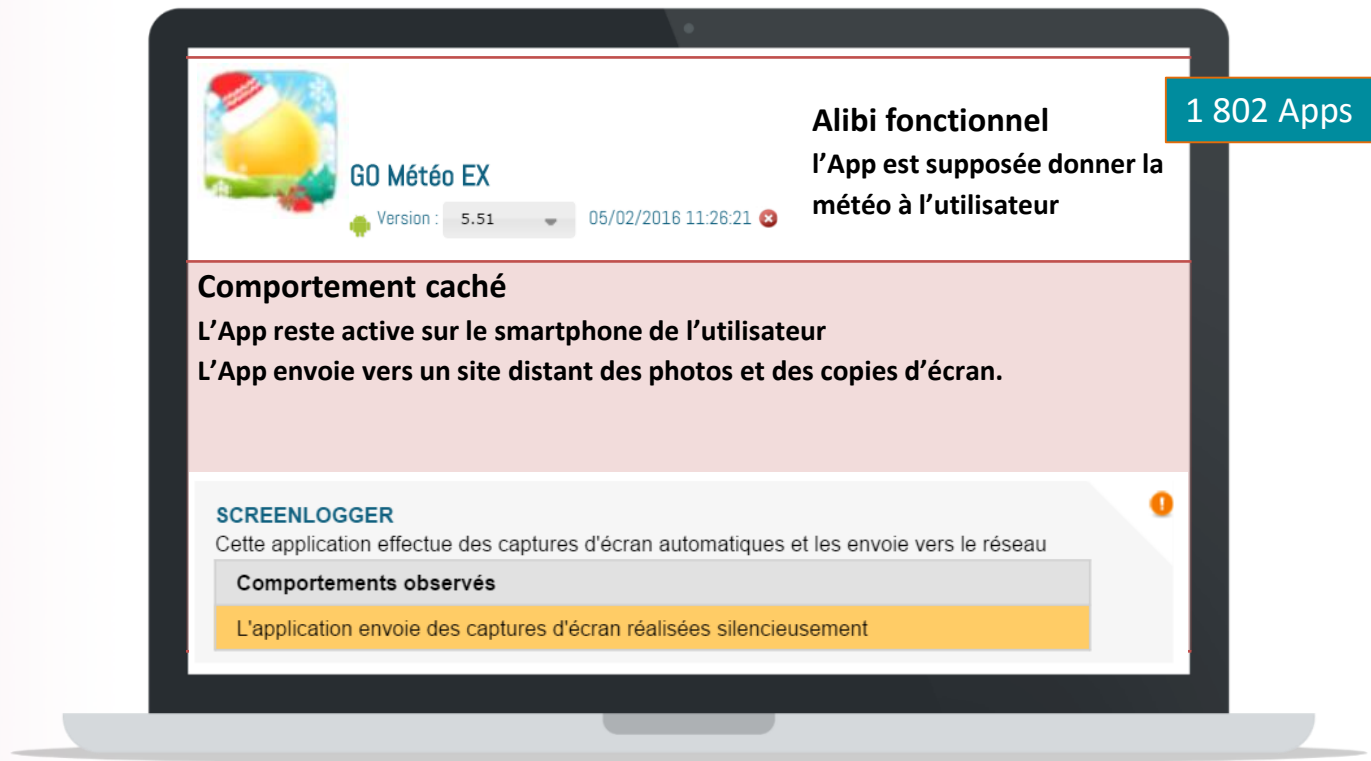 1 802 Apps
Alibi fonctionnel
l’App est supposée donner la
météo à l’utilisateur
GO Météo EX
Version : 5.51 05/02/2016 11:26:21
Comportement caché
L’App reste active sur le smartphone de l’utilisateur
L’App envoie vers un site distant des photos et des copies d’écran.
SCREENLOGGER
Cette application effectue des captures d'écran automatiques et les envoie vers le réseau
Comportements observés
L'application envoie des captures d'écran réalisées silencieusement